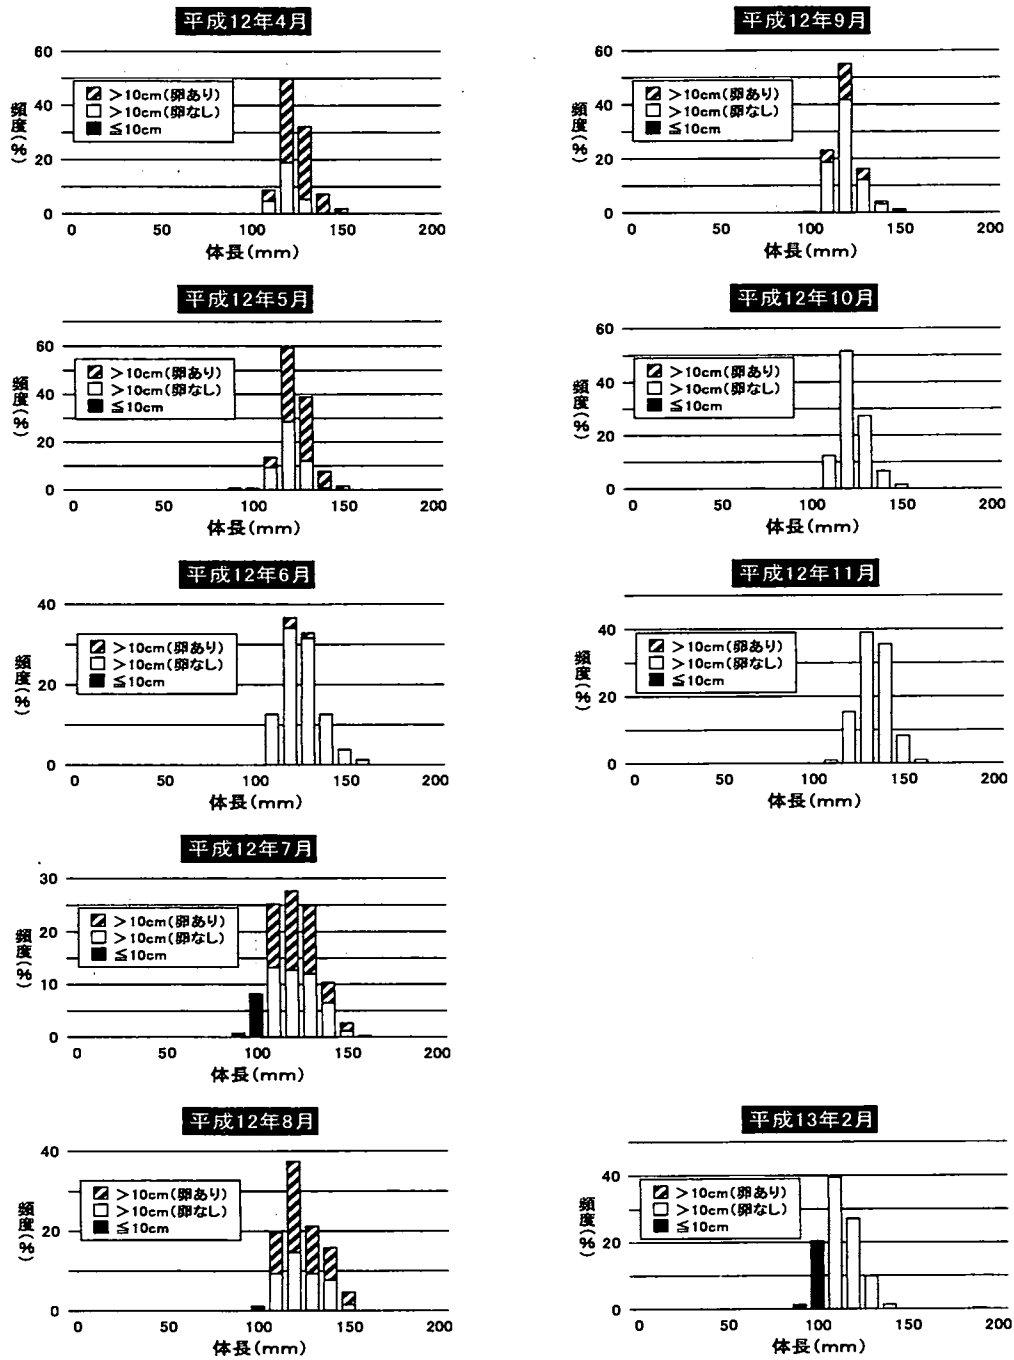 平成12年4月
頻度(%)
60
40
20
0
>10cm(卵あり)
>10cm(卵なし)
≦10cm
0 50 100 150 200
体長(mm)
平成12年5月
頻度(%)
60
40
20
0
>10cm(卵あり)
>10cm(卵なし)
≦10cm
0 50 100 150 200
体長(mm)
平成12年6月
頻度(%)
40
20
0
>10cm(卵あり)
>10cm(卵なし)
≦10cm
0 50 100 150 200
体長(mm)
平成12年7月
頻度(%)
30
20
10
0
>10cm(卵あり)
>10cm(卵なし)
≦10cm
0 50 100 150 200
体長(mm)
平成12年8月
頻度(%)
40
20
0
>10cm(卵あり)
>10cm(卵なし)
≦10cm
0 50 100 150 200
体長(mm)
平成12年9月
頻度(%)
60
40
20
0
>10cm(卵あり)
>10cm(卵なし)
≦10cm
0 50 100 150 200
体長(mm)
平成12年10月
頻度(%)
60
40
20
0
>10cm(卵あり)
>10cm(卵なし)
≦10cm
0 50 100 150 200
体長(mm)
平成12年11月
頻度(%)
40
20
0
>10cm(卵あり)
>10cm(卵なし)
≦10cm
0 50 100 150 200
体長(mm)
平成13年2月
頻度(%)
40
20
0
>10cm(卵あり)
>10cm(卵なし)
≦10cm
0 50 100 150 200
体長(mm)